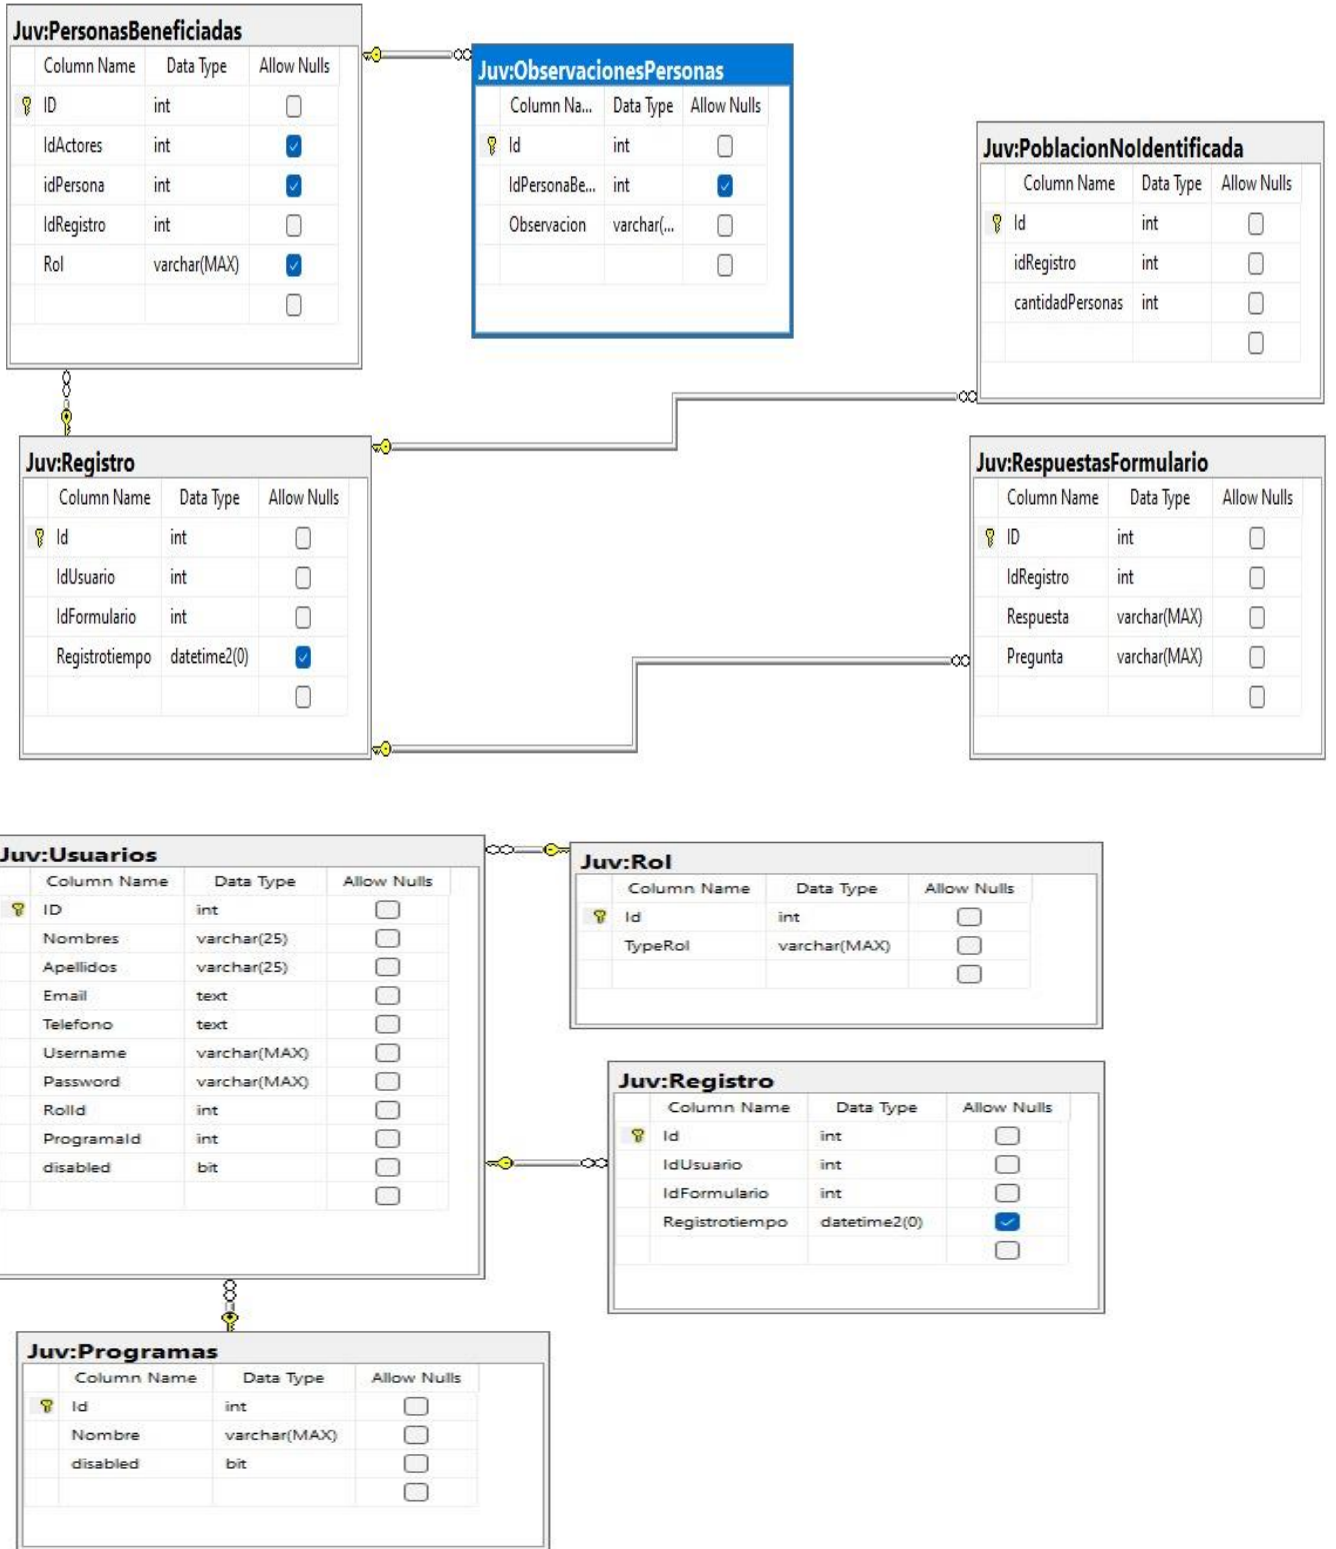 Juv:PersonasBeneficiadas
Column Name Data Type Allow Nulls
ID int
IdActores int
idPersona int
IdRegistro int
Rol varchar(MAX)
Juv:ObservacionesPersonas
Column Na... Data Type Allow Nulls
Id int
IdPersonaBe... int
Observacion varchar(...
Juv:PoblacionNoIdentificada
Column Name Data Type Allow Nulls
Id int
idRegistro int
cantidadPersonas int
Juv:Registro
Column Name Data Type Allow Nulls
Id int
IdUsuario int
IdFormulario int
Registrotiempo datetime2(0)
Juv:RespuestasFormulario
Column Name Data Type Allow Nulls
ID int
IdRegistro int
Respuesta varchar(MAX)
Pregunta varchar(MAX)
Juv:Usuarios
Column Name Data Type Allow Nulls
ID int
Nombres varchar(25)
Apellidos varchar(25)
Email text
Telefono text
Username varchar(MAX)
Password varchar(MAX)
RolId int
ProgramaId int
disabled bit
Juv:Rol
Column Name Data Type Allow Nulls
Id int
TypeRol varchar(MAX)
Juv:Registro
Column Name Data Type Allow Nulls
Id int
IdUsuario int
IdFormulario int
Registrotiempo datetime2(0)
Juv:Programas
Column Name Data Type Allow Nulls
Id int
Nombre varchar(MAX)
disabled bit